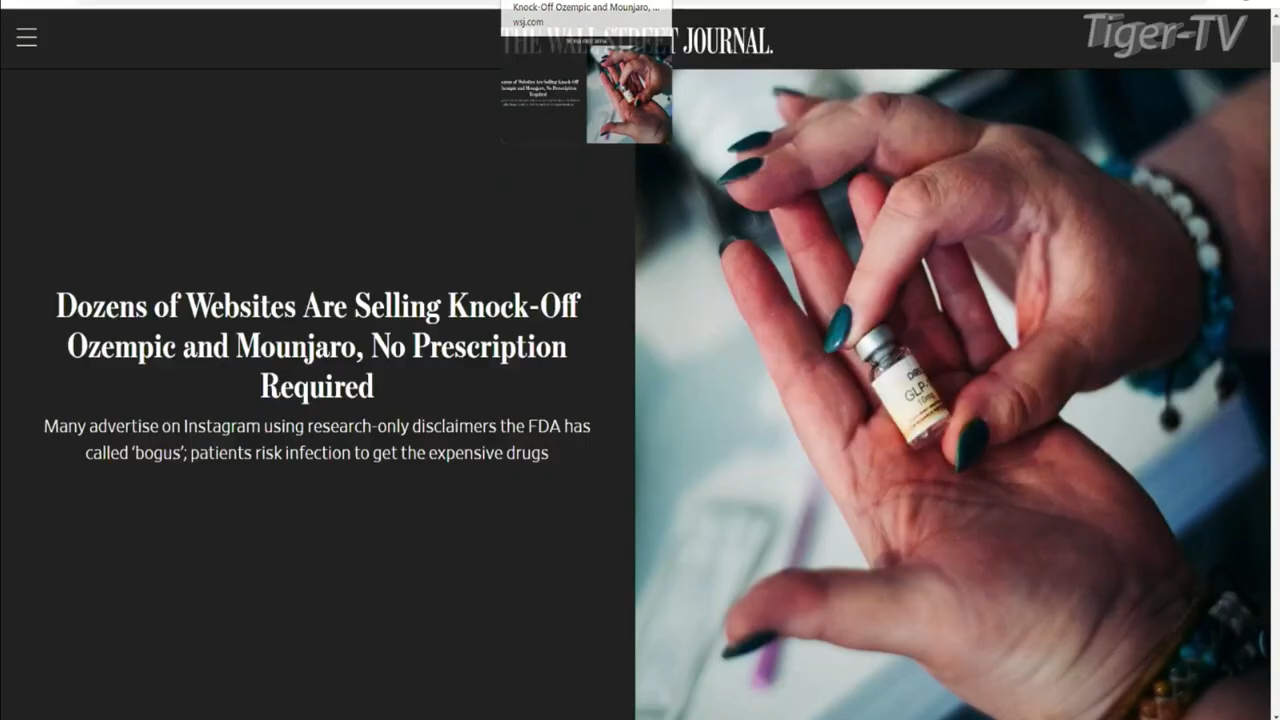 Knock-Off Ozempic and Mounjaro, ...
wsj.com
THE WALL STREET JOURNAL.
Tiger-TV
Dozens of Websites Are Selling Knock-Off
Ozempic and Mounjaro, No Prescription
Required
Many advertise on Instagram using research-only disclaimers the FDA has
called ‘bogus’; patients risk infection to get the expensive drugs
GLP-
10mg